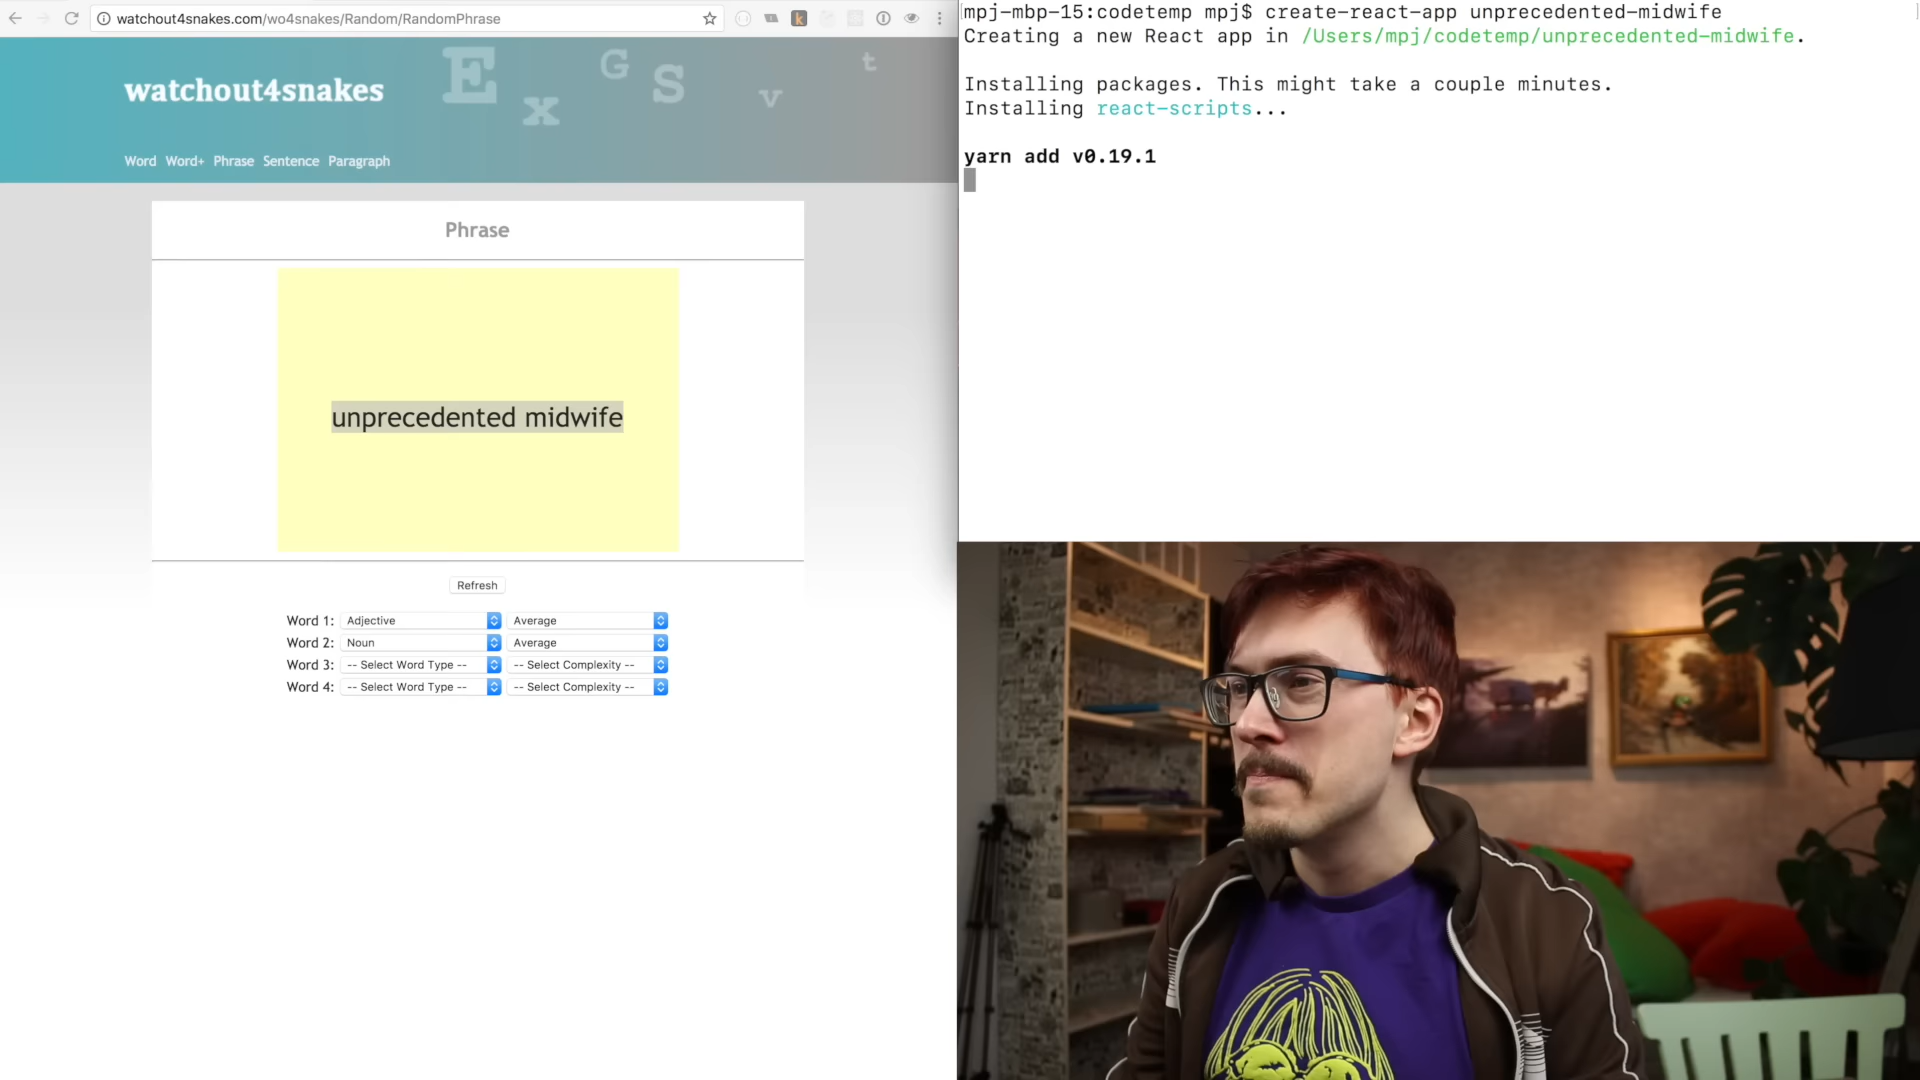 watchout4snakes.com/wo4snakes/Random/RandomPhrase
watchout4snakes
E x G S v t
Word Word+ Phrase Sentence Paragraph
Phrase
unprecedented midwife
Refresh
Word 1: Adjective Average
Word 2: Noun Average
Word 3: -- Select Word Type -- -- Select Complexity --
Word 4: -- Select Word Type -- -- Select Complexity --
mpj-mbp-15:codetemp mpj$ create-react-app unprecedented-midwife
Creating a new React app in /Users/mpj/codetemp/unprecedented-midwife.
Installing packages. This might take a couple minutes.
Installing react-scripts...
yarn add v0.19.1